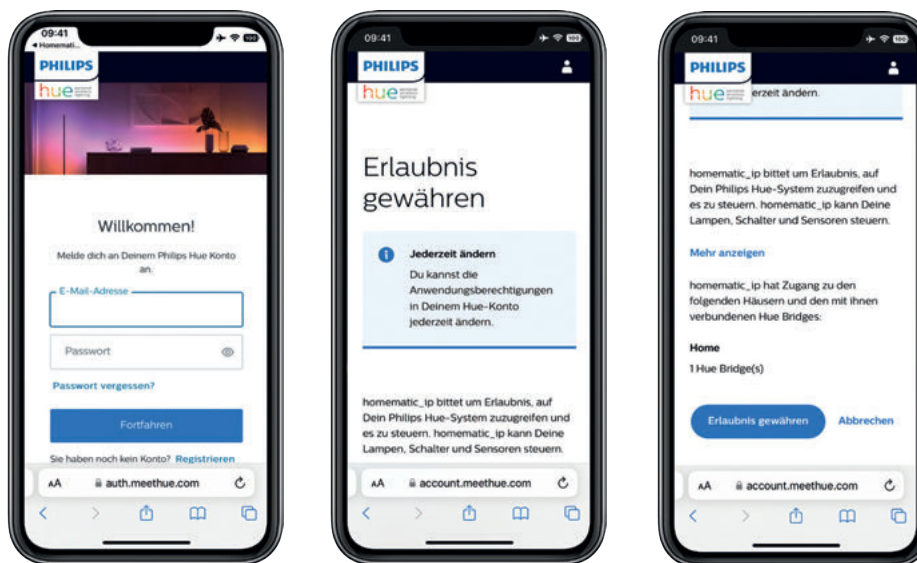 09:41
Homemati...
PHILIPS
hue
Willkommen!
Melde dich an Deinem Philips Hue Konto
an.
E-Mail-Adresse
Passwort
Passwort vergessen?
Fortfahren
Sie haben noch kein Konto? Registrieren
AA auth.meethue.com
09:41
100
PHILIPS
hue
Erlaubnis
gewähren
Jederzeit ändern
Du kannst die
Anwendungsberechtigungen
in Deinem Hue-Konto
jederzeit ändern.
homematic_ip bittet um Erlaubnis, auf
Dein Philips Hue-System zuzugreifen und
es zu steuern. homematic_ip kann Deine
Lampen, Schalter und Sensoren steuern.
AA account.meethue.com
09:41
100
PHILIPS
hue
erzeit ändern.
homematic_ip bittet um Erlaubnis, auf
Dein Philips Hue-System zuzugreifen und
es zu steuern. homematic_ip kann Deine
Lampen, Schalter und Sensoren steuern.
Mehr anzeigen
homematic_ip hat Zugang zu den
folgenden Häusern und den mit ihnen
verbundenen Hue Bridges:
Home
1 Hue Bridge(s)
Erlaubnis gewähren Abbrechen
AA account.meethue.com